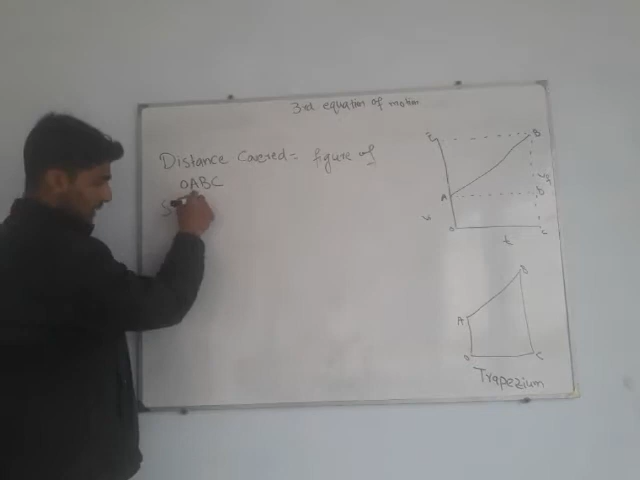 3rd equation of motion
Distance Covered = figure of
OABC
S
B
A
t
C
A
O
C
Trapezium